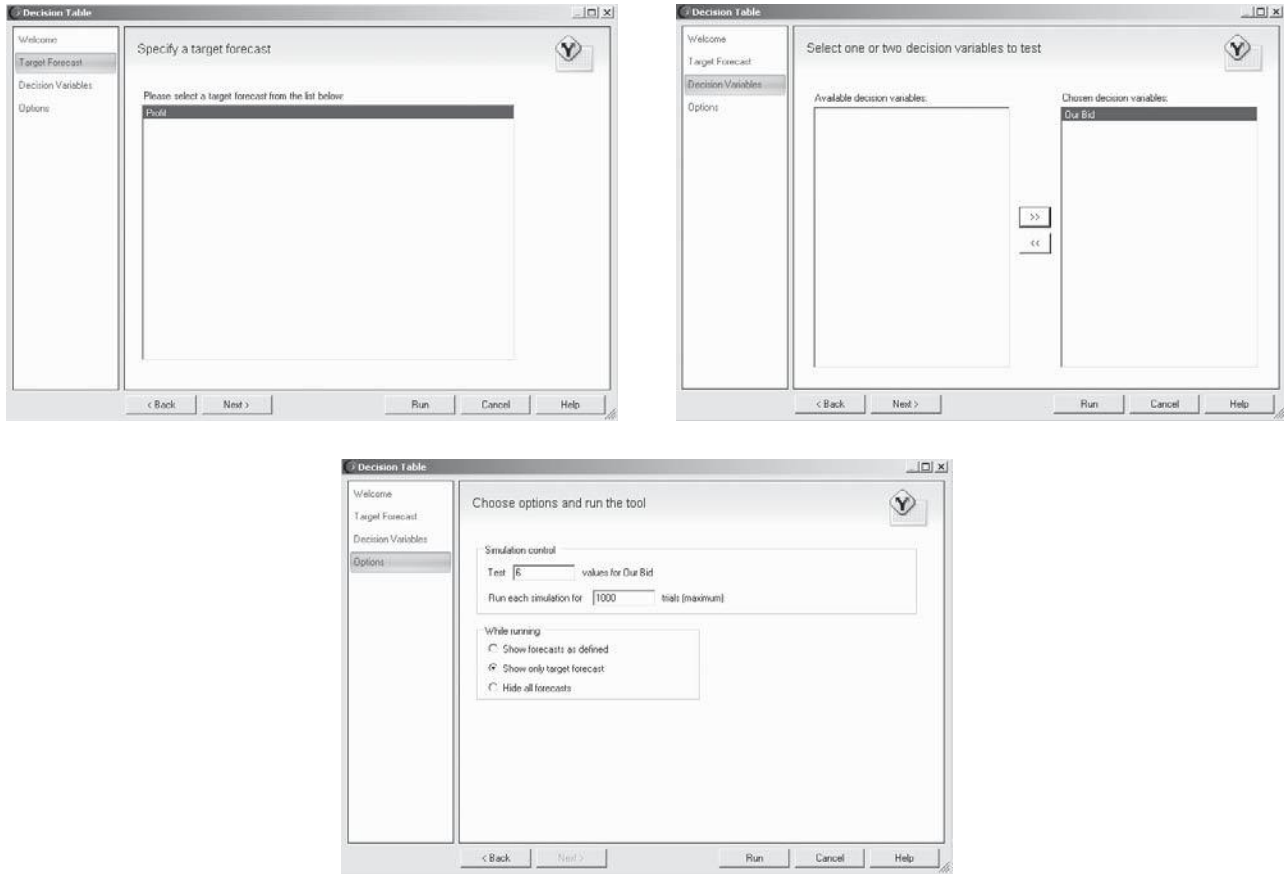 Decision Table
Welcome
Target Forecast
Decision Variables
Options
Specify a target forecast
Y
Please select a target forecast from the list below:
Profit
< Back Next > Run Cancel Help
Decision Table
Welcome
Target Forecast
Decision Variables
Options
Select one or two decision variables to test
Y
Available decision variables: Chosen decision variables:
Our Bid
>>
<<
< Back Next > Run Cancel Help
Decision Table
Welcome
Target Forecast
Decision Variables
Options
Choose options and run the tool
Y
Simulation control
Test 6 values for Our Bid
Run each simulation for 1000 trials (maximum)
While running
Show forecasts as defined
Show only target forecast
Hide all forecasts
< Back Next > Run Cancel Help